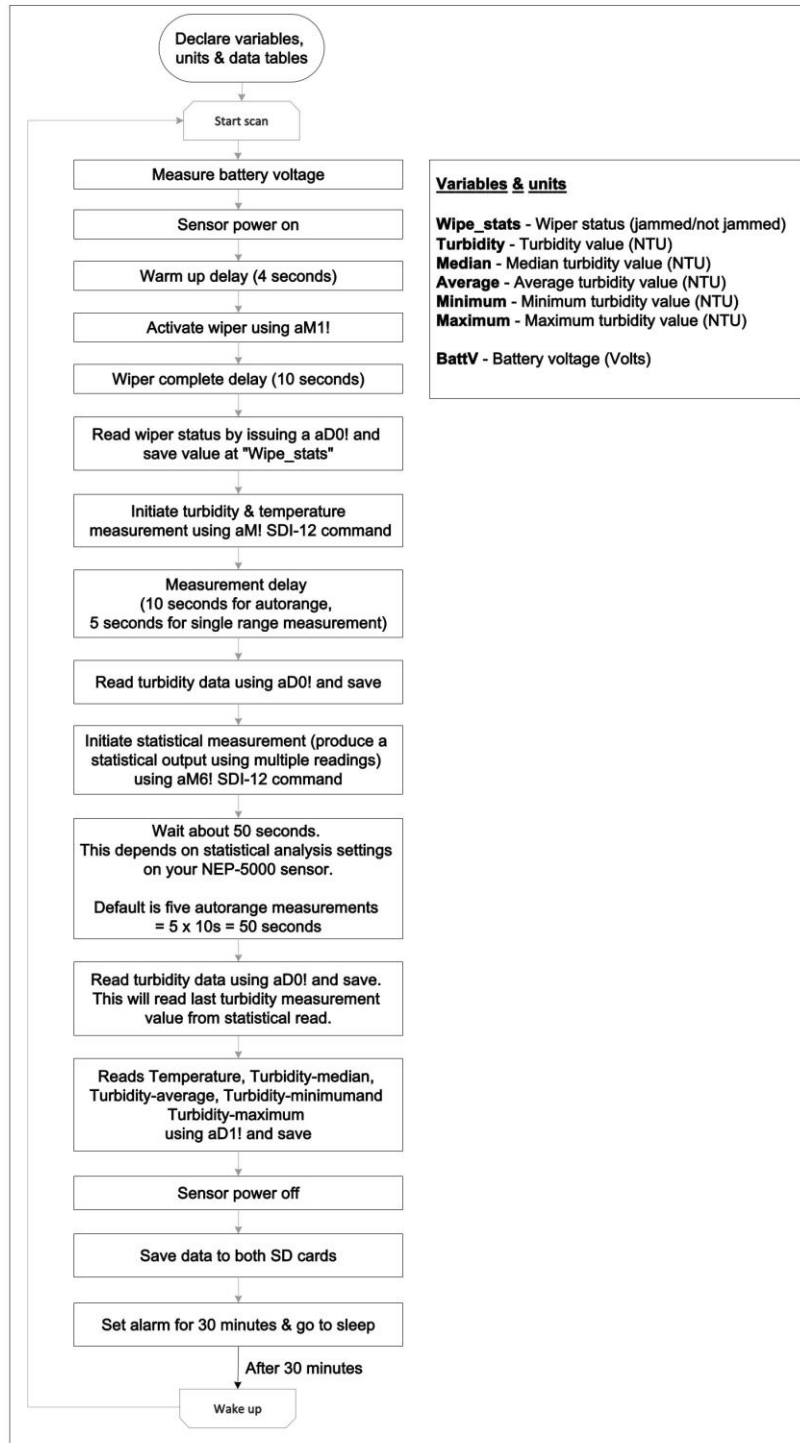 Declare variables,
units & data tables
Start scan
Measure battery voltage
Sensor power on
Warm up delay (4 seconds)
Activate wiper using aM1!
Wiper complete delay (10 seconds)
Read wiper status by issuing a aD0! and
save value at "Wipe_stats"
Initiate turbidity & temperature
measurement using aM! SDI-12 command
Measurement delay
(10 seconds for autorange,
5 seconds for single range measurement)
Read turbidity data using aD0! and save
Initiate statistical measurement (produce a
statistical output using multiple readings)
using aM6! SDI-12 command
Wait about 50 seconds.
This depends on statistical analysis settings
on your NEP-5000 sensor.
Default is five autorange measurements
= 5 x 10s = 50 seconds
Read turbidity data using aD0! and save.
This will read last turbidity measurement
value from statistical read.
Reads Temperature, Turbidity-median,
Turbidity-average, Turbidity-minimumand
Turbidity-maximum
using aD1! and save
Sensor power off
Save data to both SD cards
Set alarm for 30 minutes & go to sleep
After 30 minutes
Wake up
Variables & units
Wipe_stats - Wiper status (jammed/not jammed)
Turbidity - Turbidity value (NTU)
Median - Median turbidity value (NTU)
Average - Average turbidity value (NTU)
Minimum - Minimum turbidity value (NTU)
Maximum - Maximum turbidity value (NTU)
BattV - Battery voltage (Volts)